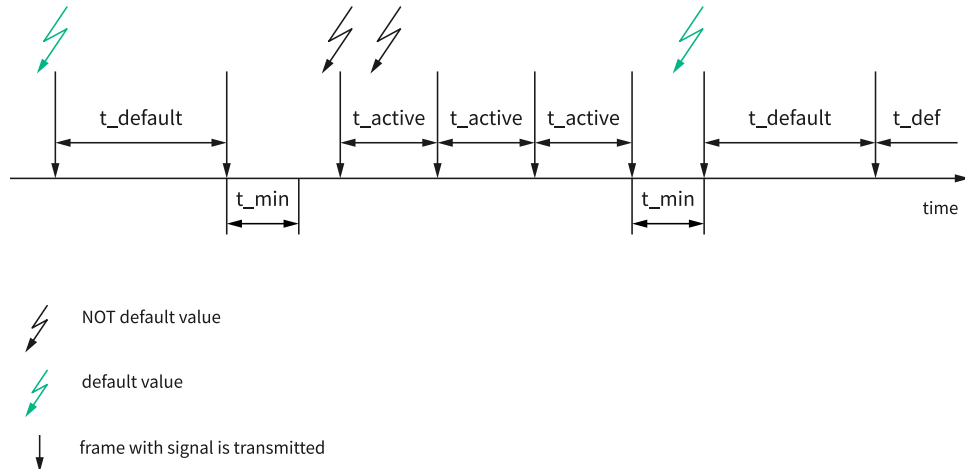 t_default
t_active
t_active
t_active
t_default
t_def
t_min
t_min
time
NOT default value
default value
frame with signal is transmitted